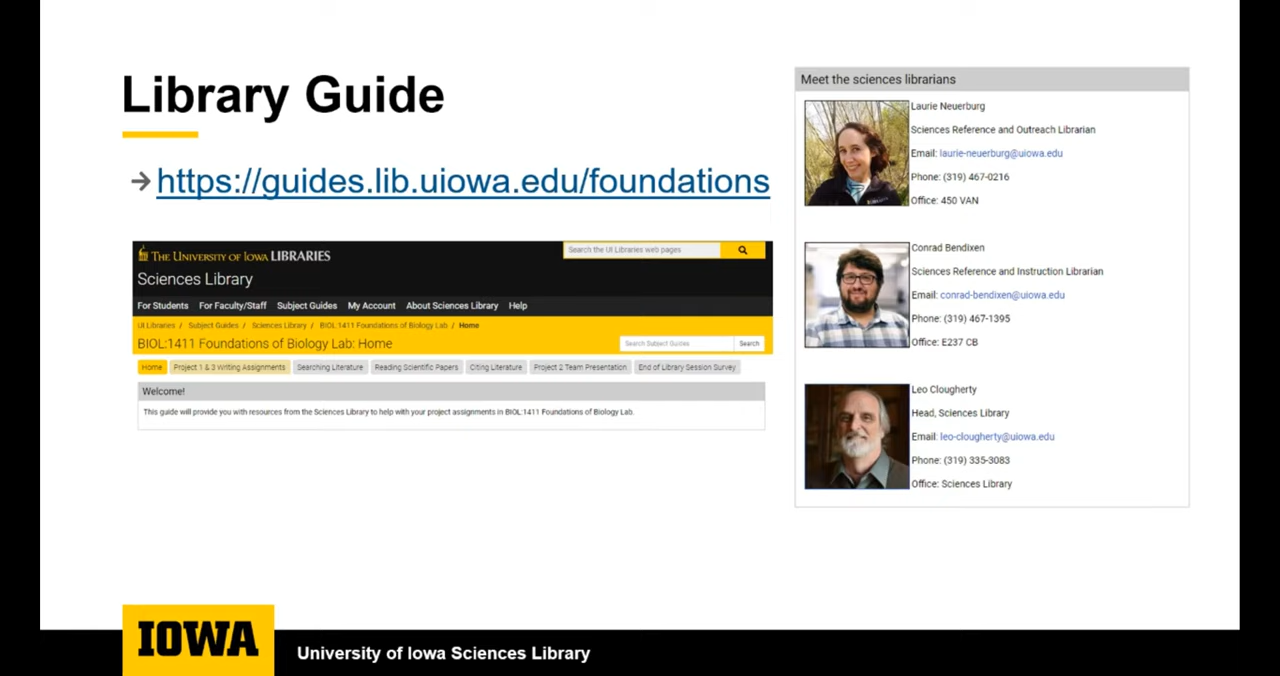 Library Guide
https://guides.lib.uiowa.edu/foundations
THE UNIVERSITY OF IOWA LIBRARIES
Search the UI Libraries web pages
Sciences Library
For Students For Faculty/Staff Subject Guides My Account About Sciences Library Help
UI Libraries / Subject Guides / Sciences Library / BIOL:1411 Foundations of Biology Lab / Home
BIOL:1411 Foundations of Biology Lab: Home
Search Subject Guides Search
Home Project 1 & 3 Writing Assignments Searching Literature Reading Scientific Papers Citing Literature Project 2 Team Presentation End of Library Session Survey
Welcome!
This guide will provide you with resources from the Sciences Library to help with your project assignments in BIOL:1411 Foundations of Biology Lab.
Meet the sciences librarians
Laurie Neuerburg
Sciences Reference and Outreach Librarian
Email: laurie-neuerburg@uiowa.edu
Phone: (319) 467-0216
Office: 450 VAN
Conrad Bendixen
Sciences Reference and Instruction Librarian
Email: conrad-bendixen@uiowa.edu
Phone: (319) 467-1395
Office: E237 CB
Leo Clougherty
Head, Sciences Library
Email: leo-clougherty@uiowa.edu
Phone: (319) 335-3083
Office: Sciences Library
IOWA
University of Iowa Sciences Library